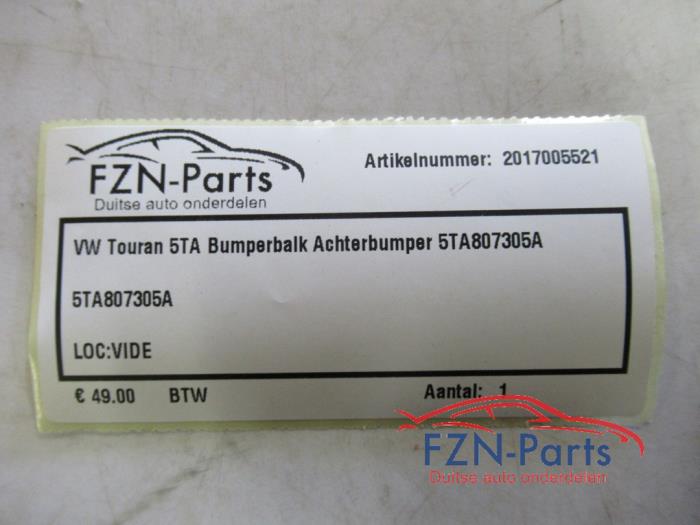 FZN-Parts
Duitse auto onderdelen
Artikelnummer: 2017005521
VW Touran 5TA Bumperbalk Achterbumper 5TA807305A
5TA807305A
LOC:VIDE
€ 49.00 BTW Aantal: 1
FZN-Parts
Duitse auto onderdelen